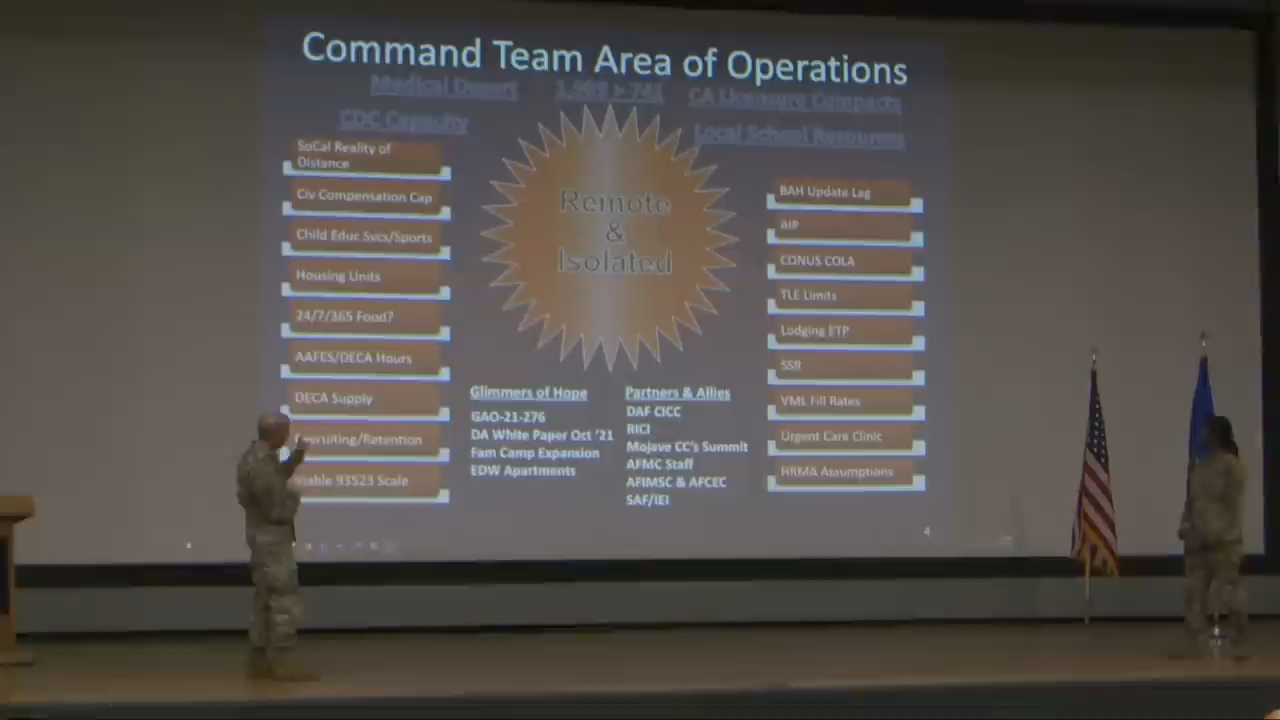 Command Team Area of Operations
Medical Desert
CA Licensure Compacts
CDC Capacity
Local School Resources
SoCal Reality of
Distance
Civ Compensation Cap
Child Educ Svcs/Sports
Housing Units
24/7/365 Food?
AAFES/DECA Hours
DECA Supply
Recruiting/Retention
Viable 93523 Scale
Remote
&
Isolated
Glimmers of Hope
GAO-21-276
DA White Paper Oct '21
Fam Camp Expansion
EDW Apartments
Partners & Allies
DAF CICC
RICI
Mojave CC's Summit
AFMC Staff
AFIMSC & AFCEC
SAF/IEI
BAH Update Lag
AIP
CONUS COLA
TLE Limits
Lodging ETP
SSR
VML Fill Rates
Urgent Care Clinic
HRMA Assumptions
4